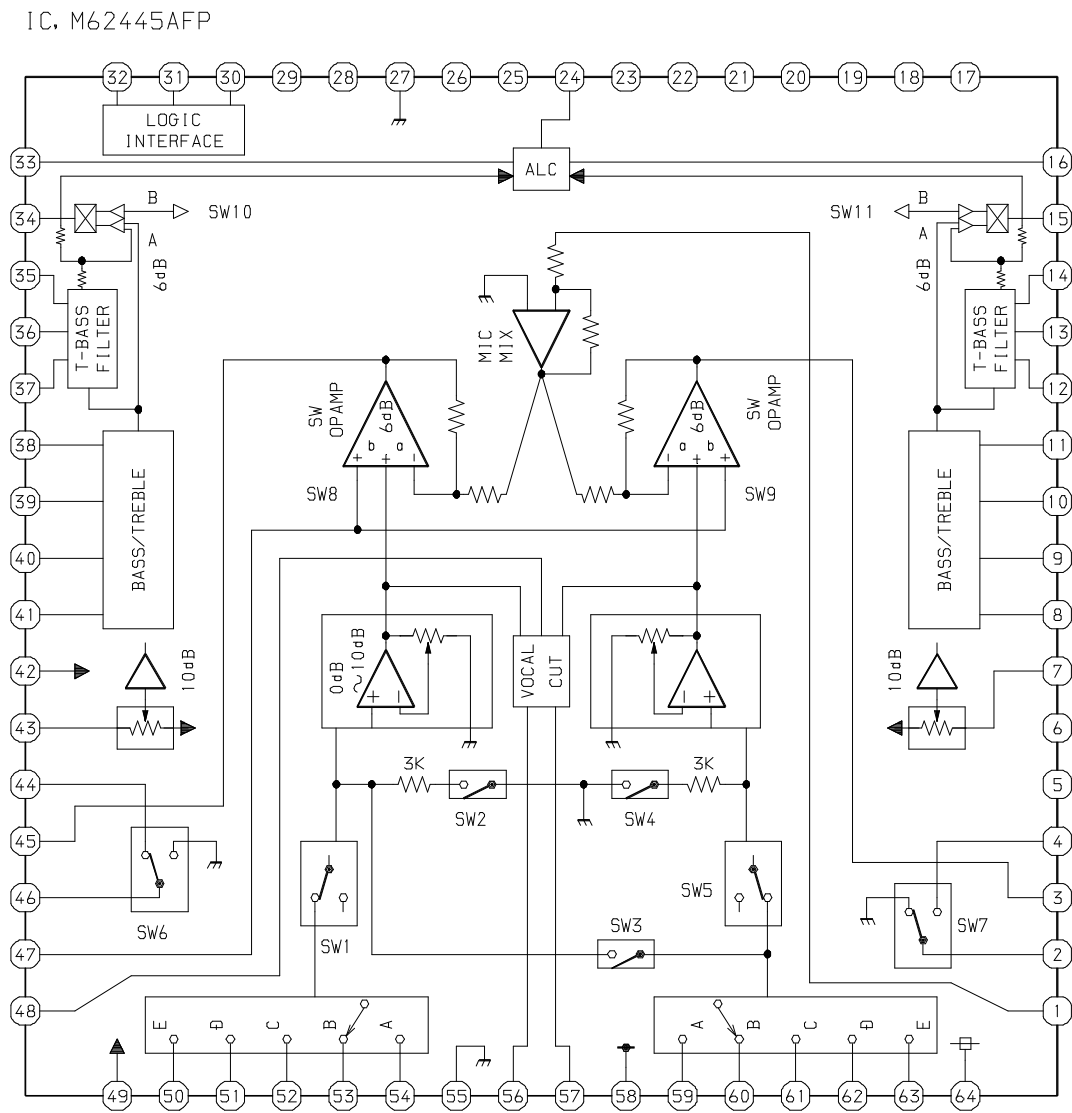 IC. M62445AFP
32 31 30 29 28 27 26 25 24 23 22 21 20 19 18 17
LOGIC
INTERFACE
33
ALC
16
34
B
SW10
A
6dB
SW11
B
A
6dB
15
35
14
T-BASS
FILTER
36
MIC
MIX
T-BASS
FILTER
13
37
12
SW
OPAMP
6dB
b a
+ + −
SW8
6dB
a b
− + +
SW
OPAMP
SW9
38
BASS/TREBLE
39
40
41
BASS/TREBLE
11
10
9
8
0dB
~10dB
+ −
VOCAL
CUT
− +
42
10dB
10dB
7
43
6
3K
3K
44
5
SW2
SW4
45
4
46
SW5
3
SW6
SW1
SW3
SW7
47
2
48
1
E D C B A
A B C D E
49 50 51 52 53 54 55 56 57 58 59 60 61 62 63 64